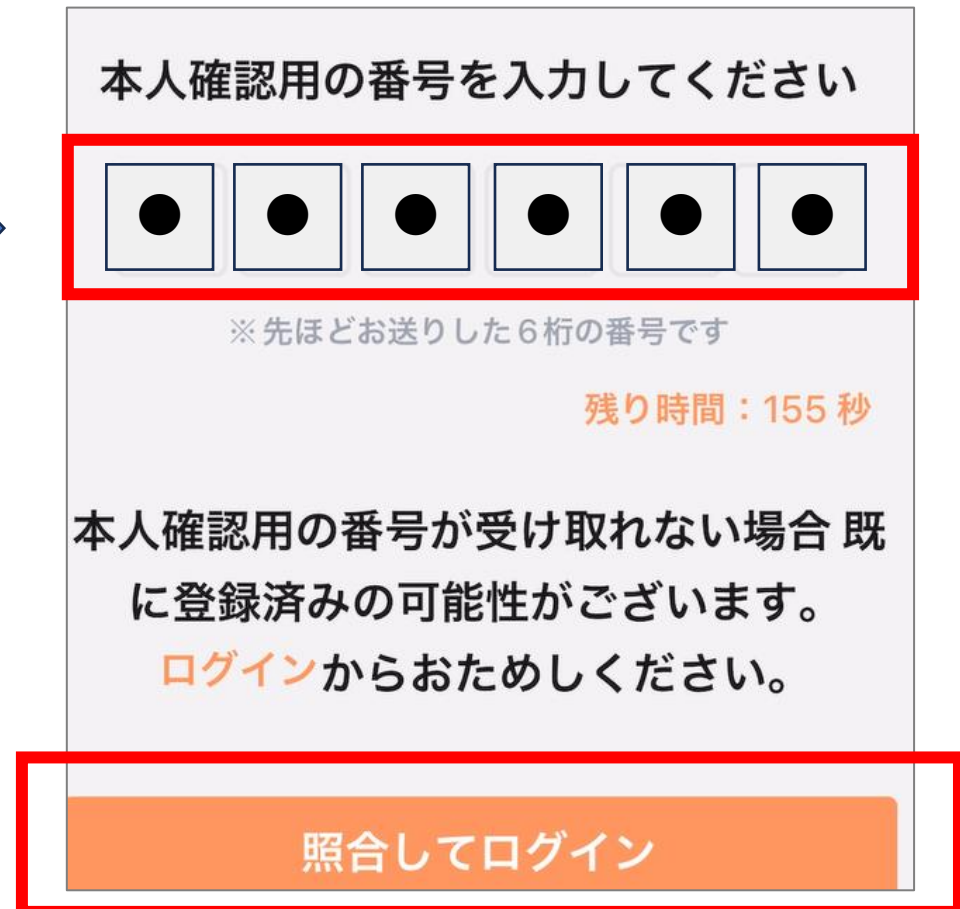 本人確認用の番号を入力してください
※先ほどお送りした6桁の番号です
残り時間：155 秒
本人確認用の番号が受け取れない場合 既
に登録済みの可能性がございます。
ログインからおためしください。
照合してログイン